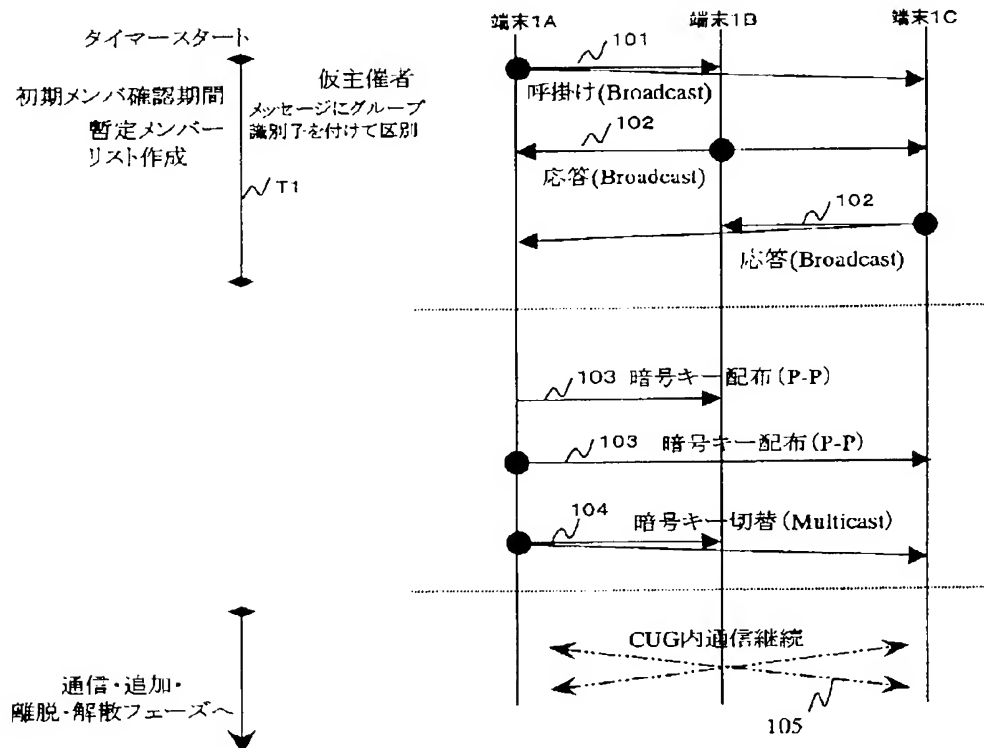 端末1A
端末1B
端末1C
タイマースタート
101
初期メンバ確認期間
仮主催者
メッセージにグループ
識別子を付けて区別
呼掛け(Broadcast)
暫定メンバー
リスト作成
102
T1
応答(Broadcast)
102
応答(Broadcast)
103 暗号キー配布(P-P)
103 暗号キー配布(P-P)
104 暗号キー切替(Multicast)
CUG内通信継続
通信・追加・
離脱・解散フェーズへ
105